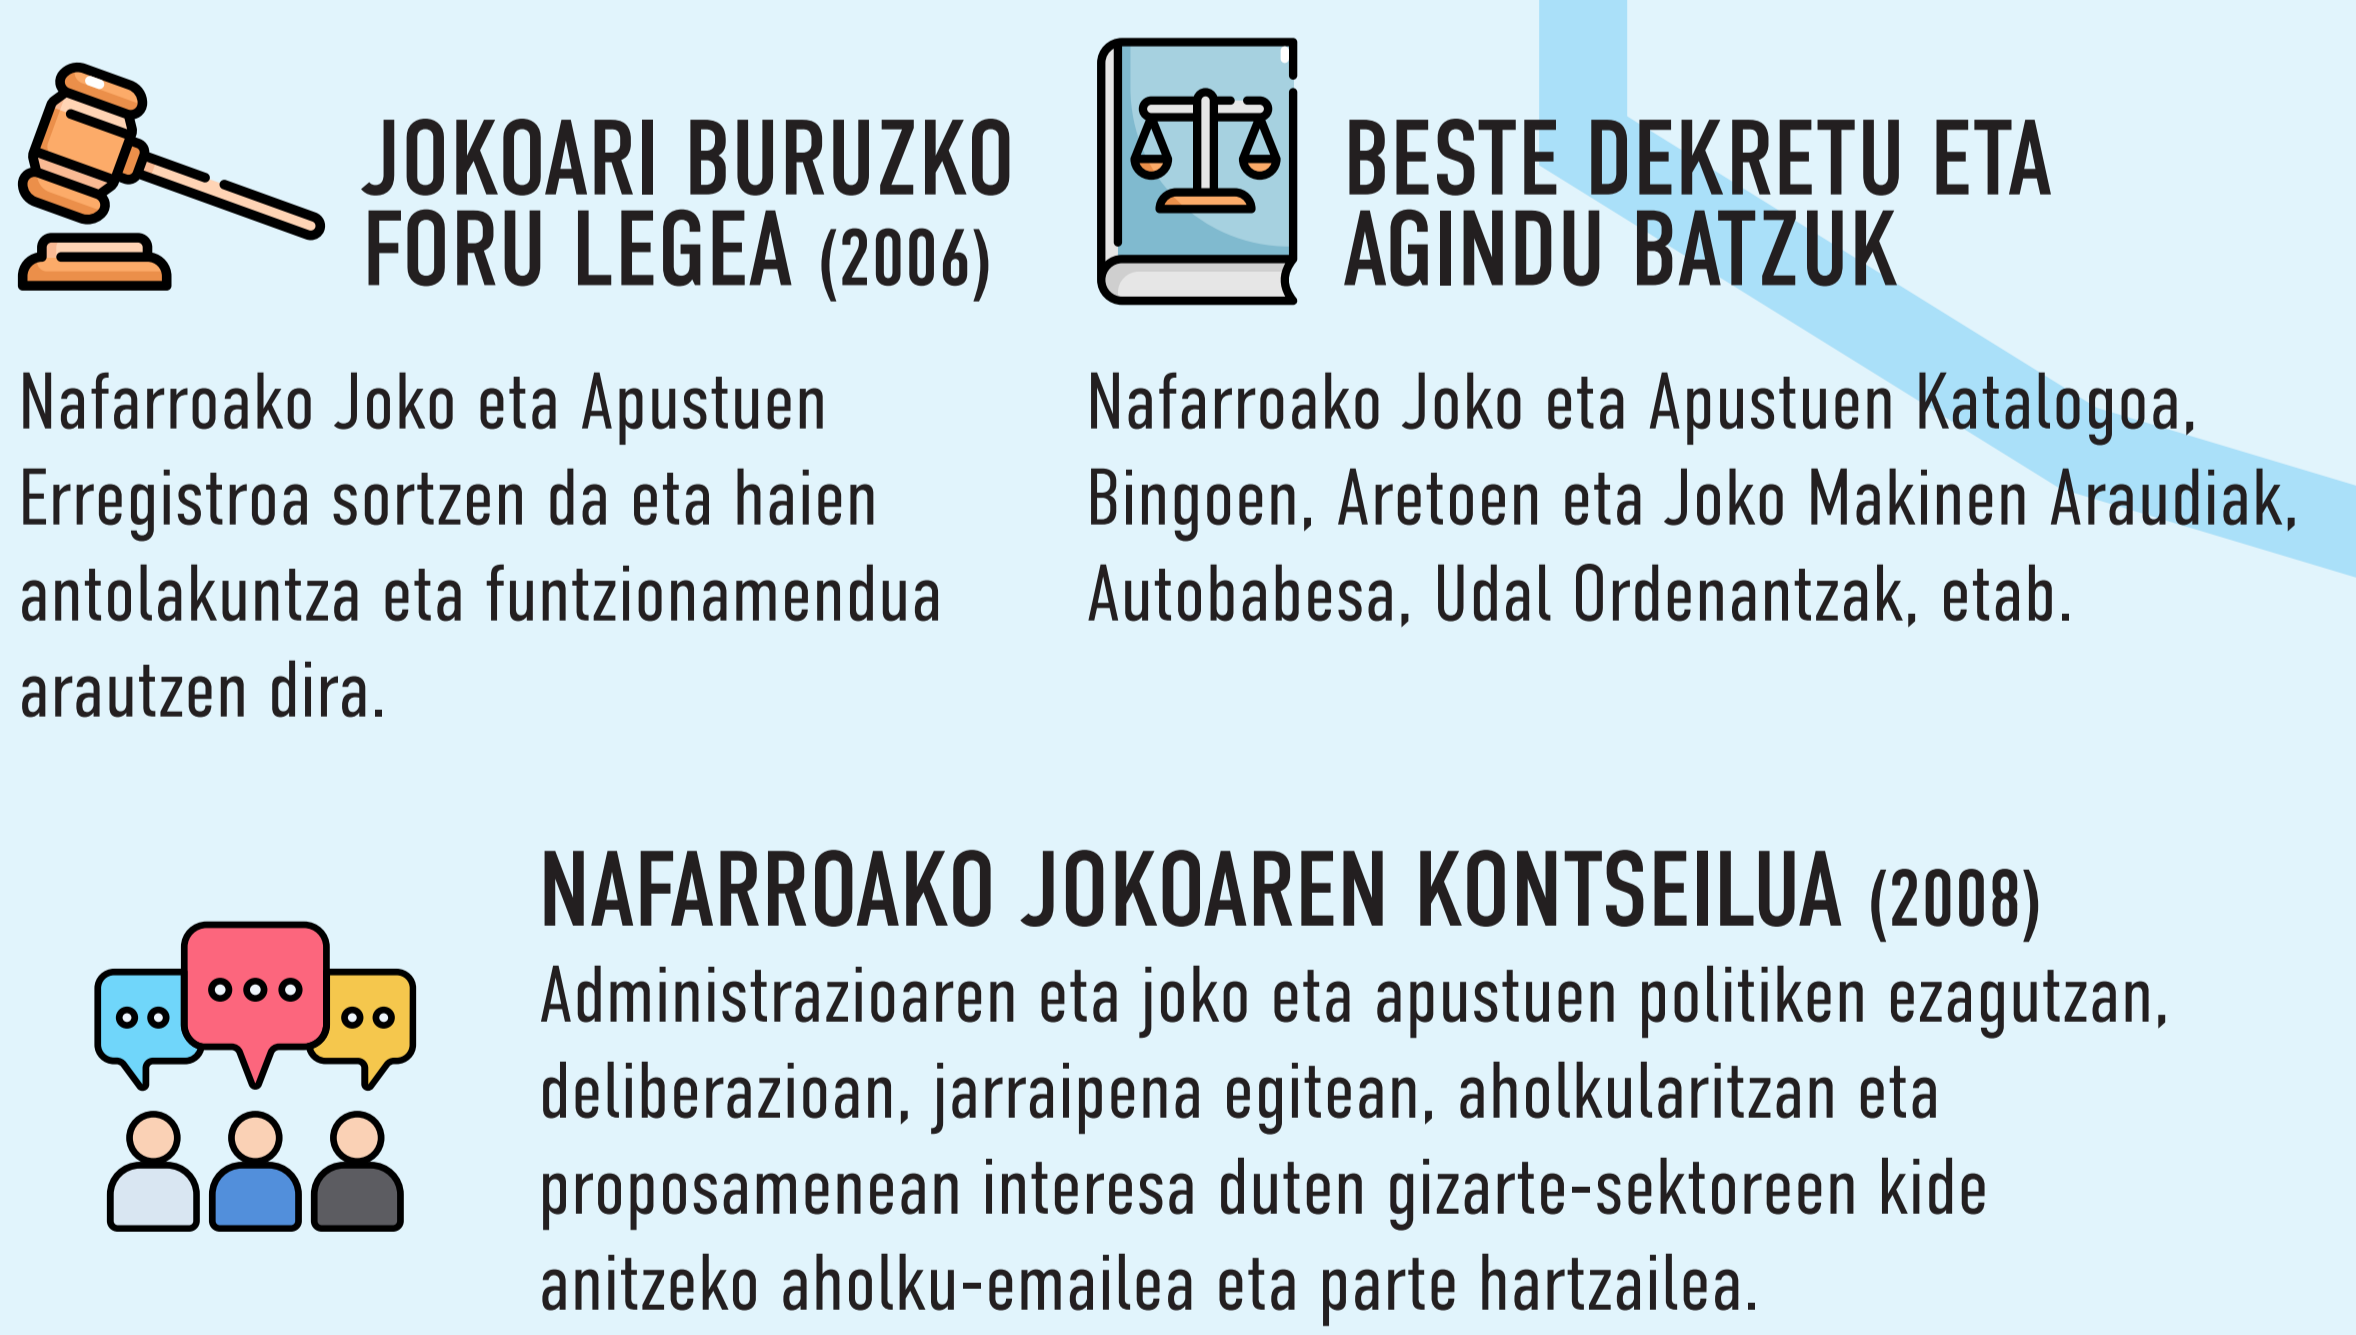 JOKOARI BURUZKO
FORU LEGEA (2006)
Nafarroako Joko eta Apustuen
Erregistroa sortzen da eta haien
antolakuntza eta funtzionamendua
arautzen dira.
BESTE DEKRETU ETA
AGINDU BATZUK
Nafarroako Joko eta Apustuen Katalogoa,
Bingoen, Aretoen eta Joko Makinen Araudiak,
Autobabesa, Udal Ordenantzak, etab.
NAFARROAKO JOKOAREN KONTSEILUA (2008)
Administrazioaren eta joko eta apustuen politiken ezagutzan,
deliberazioan, jarraipena egitean, aholkularitzan eta
proposamenean interesa duten gizarte-sektoreen kide
anitzeko aholku-emailea eta parte hartzailea.